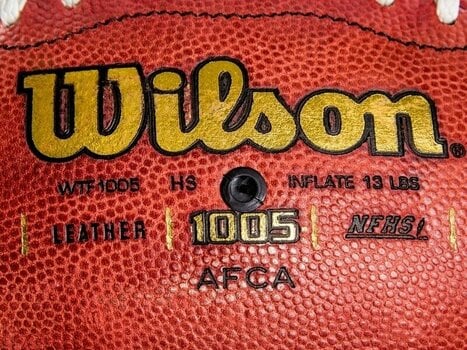 Wilson®
WTF1005 HS INFLATE 13 LBS
LEATHER 1005 NFHS
AFCA